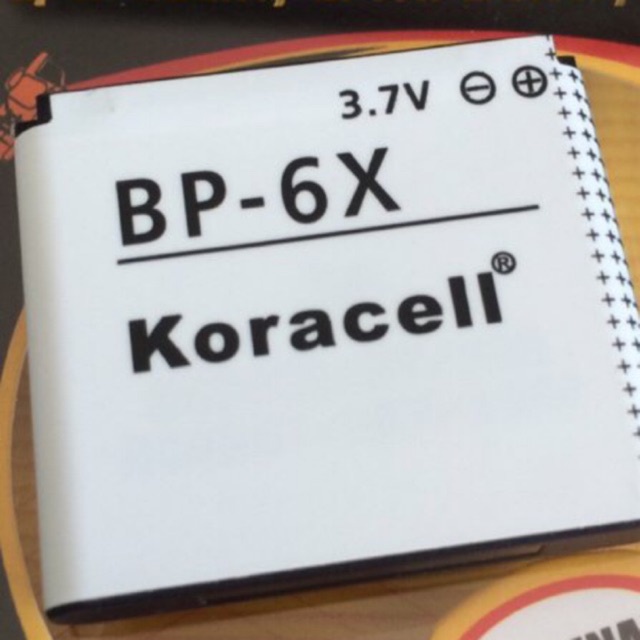 3.7V ⊖ ⊕
BP-6X
Koracell®